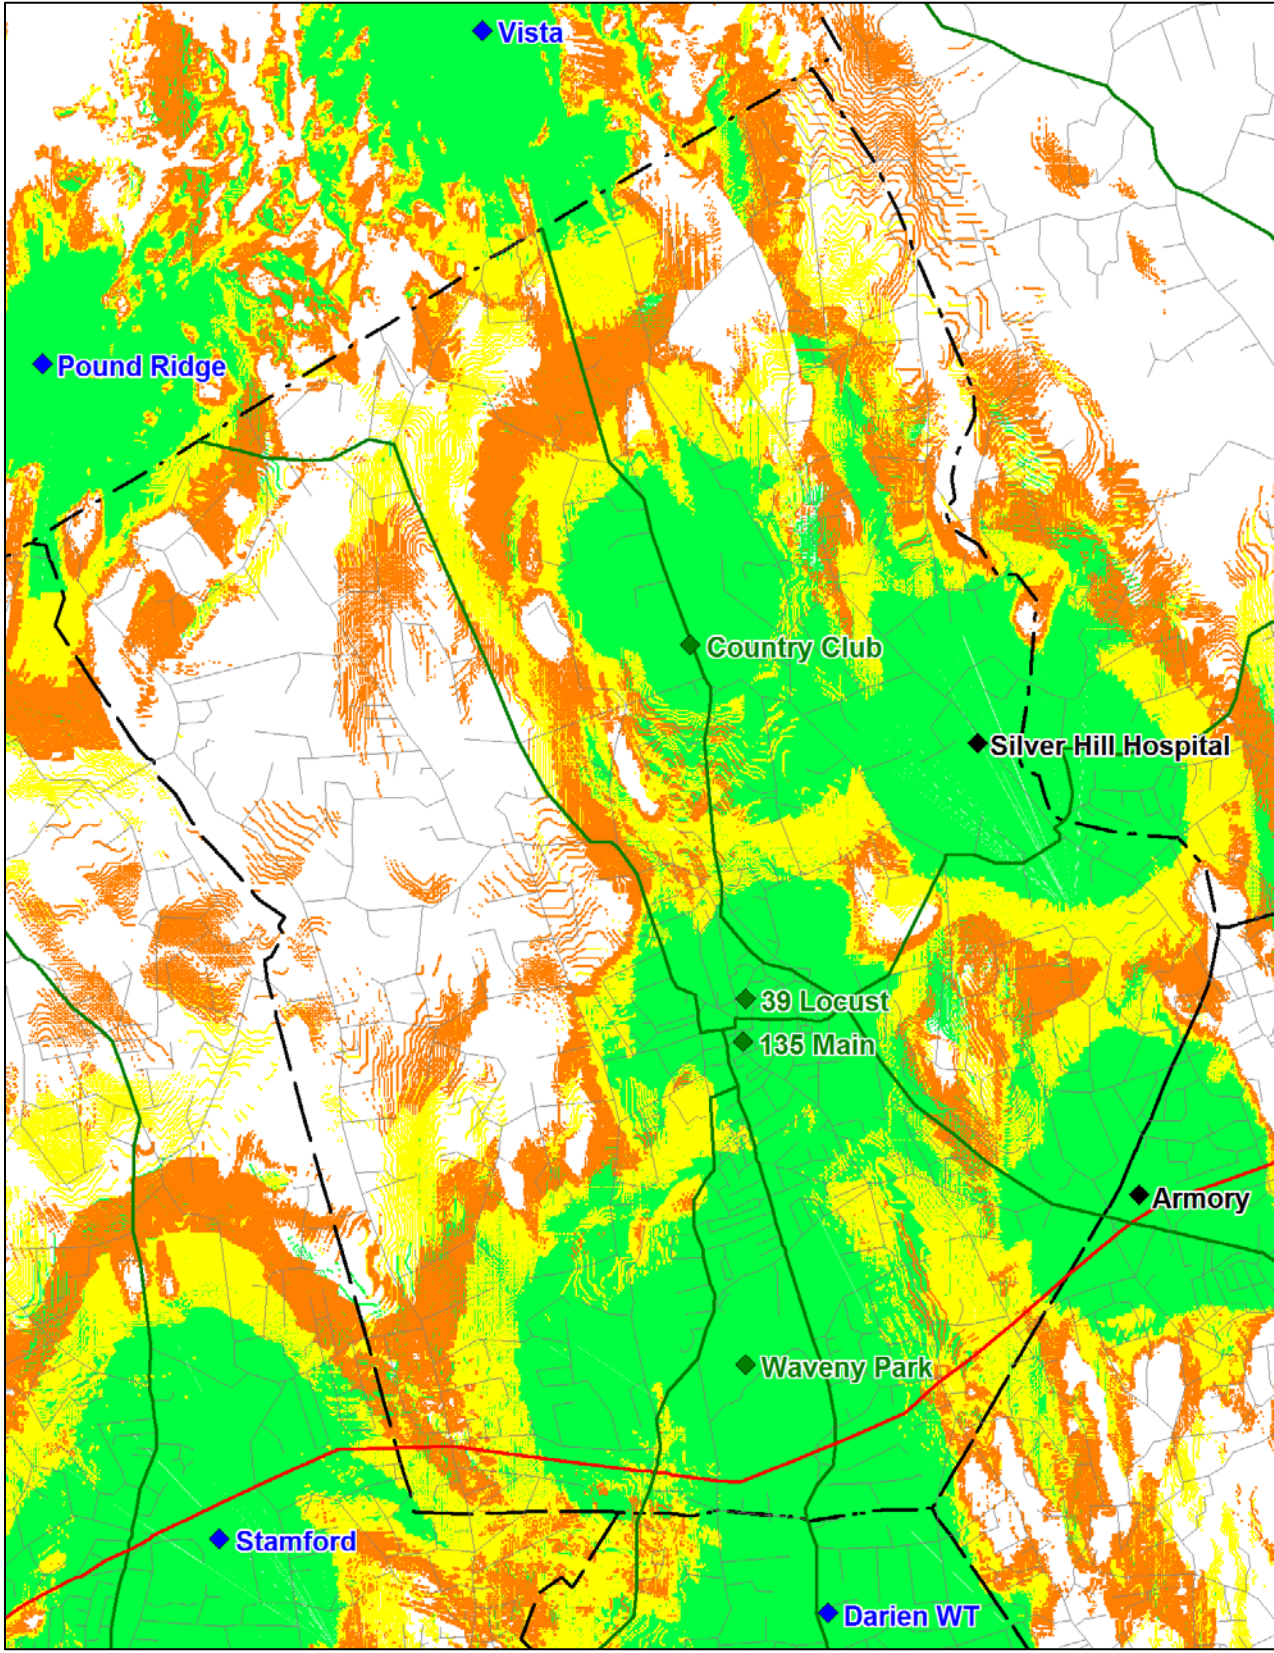 Vista
Pound Ridge
Country Club
Silver Hill Hospital
39 Locust
135 Main
Armory
Waveny Park
Stamford
Darien WT